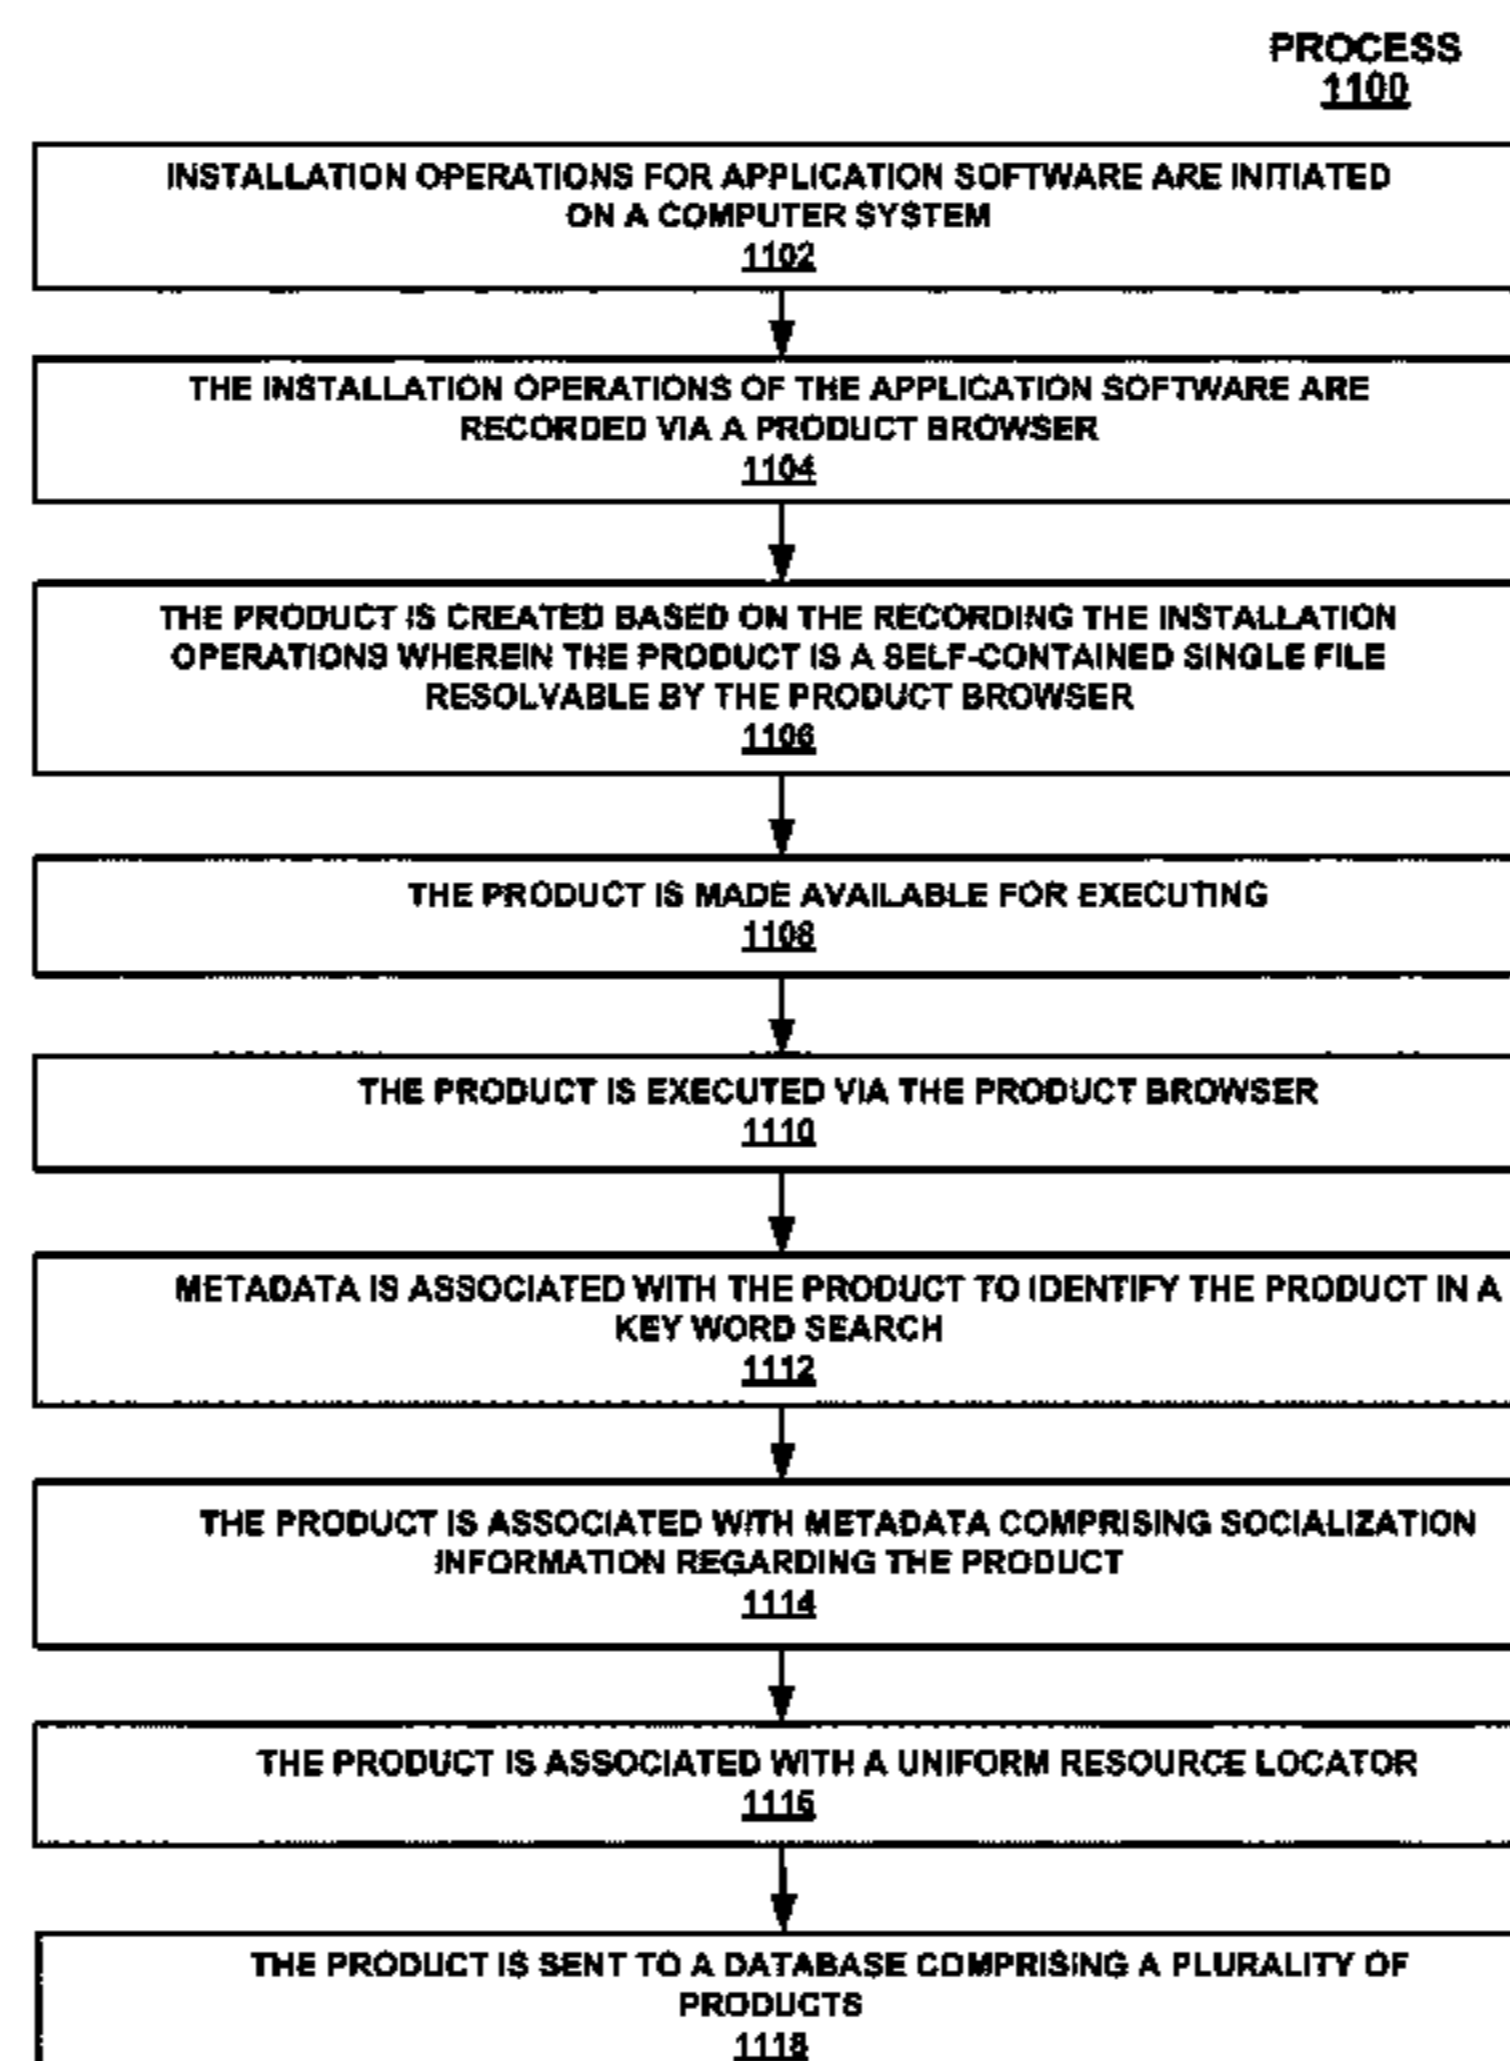 PROCESS
1100
INSTALLATION OPERATIONS FOR APPLICATION SOFTWARE ARE INITIATED
ON A COMPUTER SYSTEM
1102
THE INSTALLATION OPERATIONS OF THE APPLICATION SOFTWARE ARE
RECORDED VIA A PRODUCT BROWSER
1104
THE PRODUCT IS CREATED BASED ON THE RECORDING THE INSTALLATION
OPERATIONS WHEREIN THE PRODUCT IS A SELF-CONTAINED SINGLE FILE
RESOLVABLE BY THE PRODUCT BROWSER
1106
THE PRODUCT IS MADE AVAILABLE FOR EXECUTING
1108
THE PRODUCT IS EXECUTED VIA THE PRODUCT BROWSER
1110
METADATA IS ASSOCIATED WITH THE PRODUCT TO IDENTIFY THE PRODUCT IN A
KEY WORD SEARCH
1112
THE PRODUCT IS ASSOCIATED WITH METADATA COMPRISING SOCIALIZATION
INFORMATION REGARDING THE PRODUCT
1114
THE PRODUCT IS ASSOCIATED WITH A UNIFORM RESOURCE LOCATOR
1116
THE PRODUCT IS SENT TO A DATABASE COMPRISING A PLURALITY OF
PRODUCTS
1118